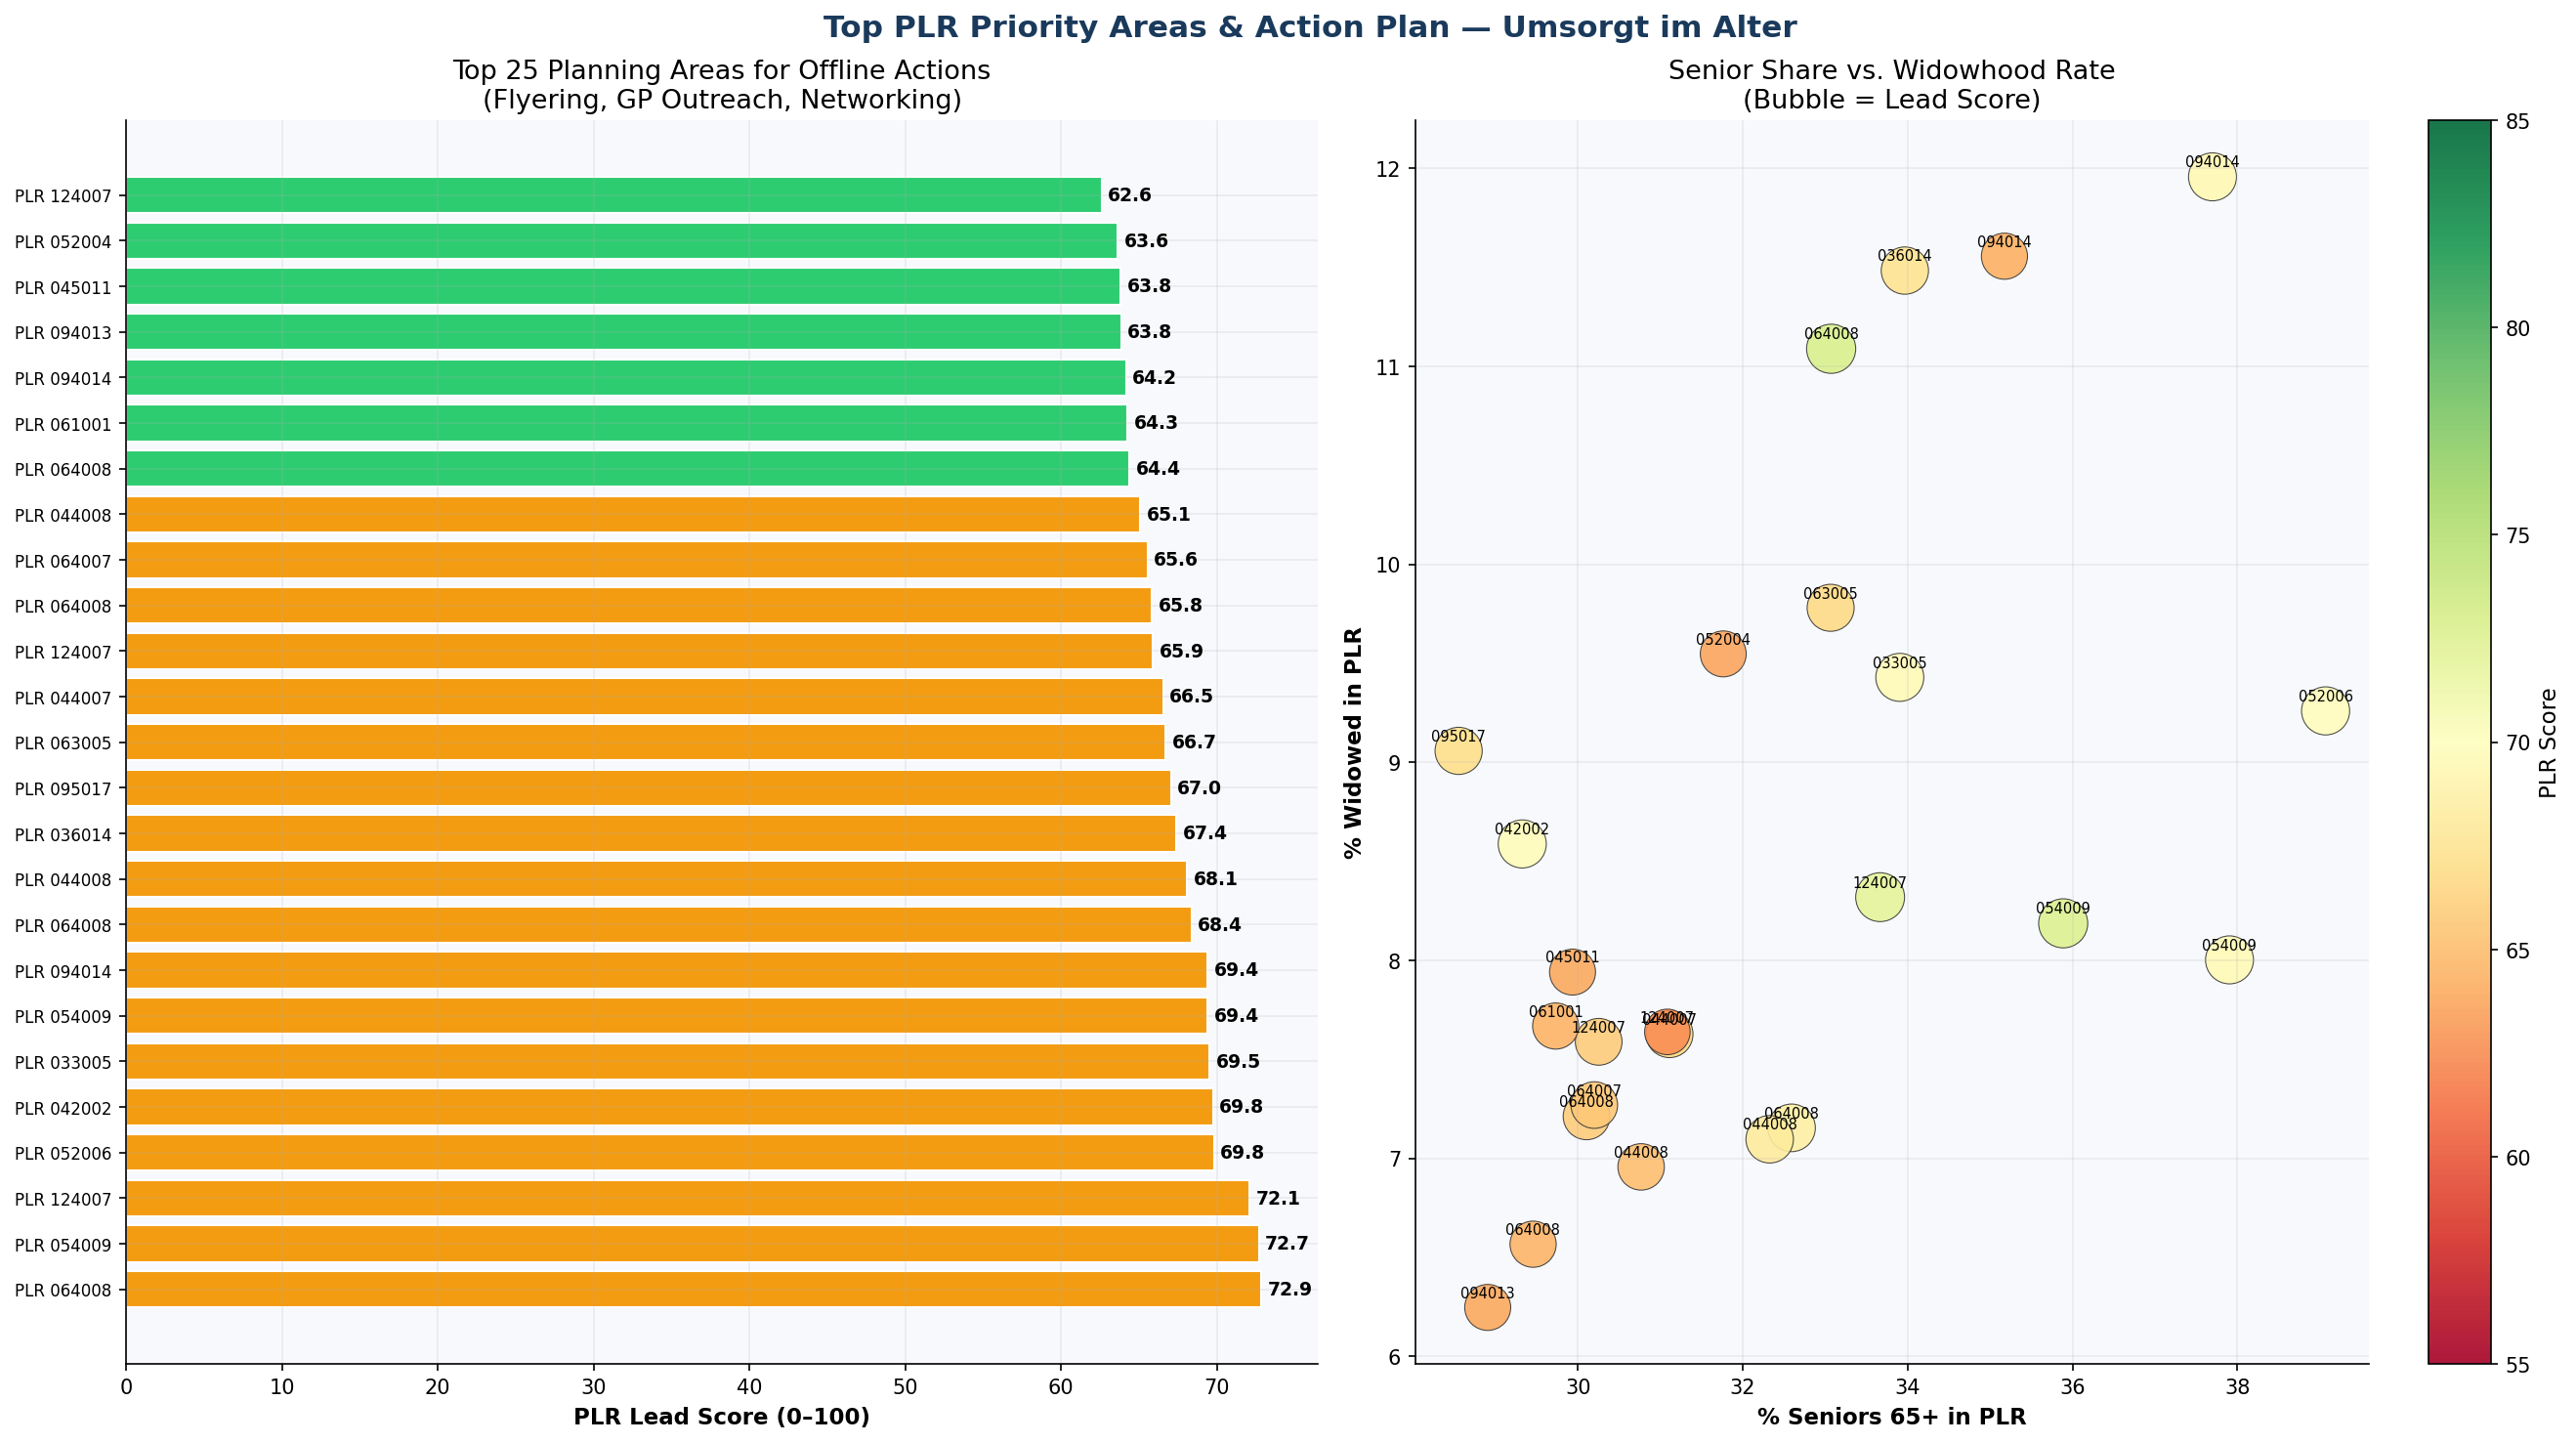 Top PLR Priority Areas & Action Plan — Umsorgt im Alter
Top 25 Planning Areas for Offline Actions
(Flyering, GP Outreach, Networking)
PLR 124007 62.6
PLR 052004 63.6
PLR 045011 63.8
PLR 094013 63.8
PLR 094014 64.2
PLR 061001 64.3
PLR 064008 64.4
PLR 044008 65.1
PLR 064007 65.6
PLR 064008 65.8
PLR 124007 65.9
PLR 044007 66.5
PLR 063005 66.7
PLR 095017 67.0
PLR 036014 67.4
PLR 044008 68.1
PLR 064008 68.4
PLR 094014 69.4
PLR 054009 69.4
PLR 033005 69.5
PLR 042002 69.8
PLR 052006 69.8
PLR 124007 72.1
PLR 054009 72.7
PLR 064008 72.9
0 10 20 30 40 50 60 70
PLR Lead Score (0–100)
Senior Share vs. Widowhood Rate
(Bubble = Lead Score)
% Widowed in PLR
12
11
10
9
8
7
6
094014
094014
036014
064008
063005
052004
033005
052006
095017
042002
124007
054009
054009
045011
061001
124007
124007
044007
064007
064008
064008
044008
044008
064008
094013
30 32 34 36 38
% Seniors 65+ in PLR
85
80
75
70
65
60
55
PLR Score